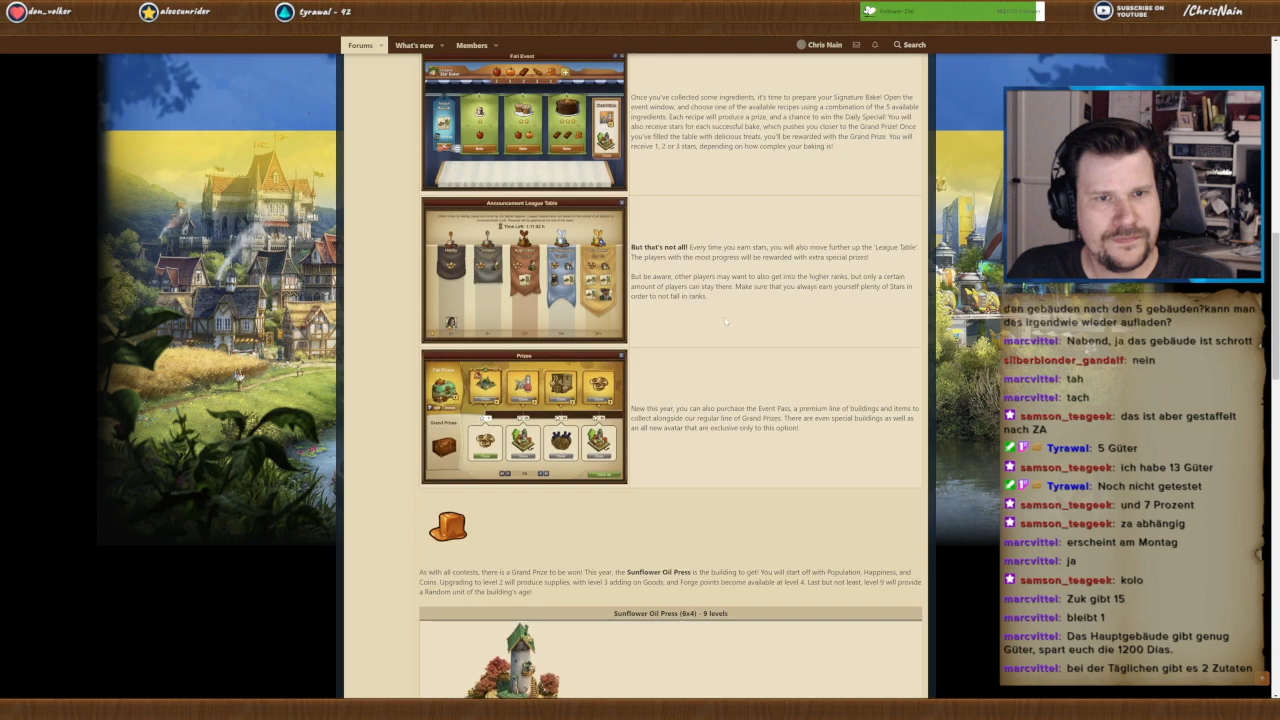 don_volker
aleesunrider
tyrawal - 42
Follower-Ziel
SUBSCRIBE ON
YOUTUBE
/ChrisNain
Forums
What's new
Members
Chris Nain
Search
Fall Event
Once you've collected some ingredients, it's time to prepare your Signature Bake! Open the
event window, and choose one of the available recipes using a combination of the 5 available
ingredients. Each recipe will produce a prize, and a chance to win the Daily Special! You will
also receive stars for each successful bake, which pushes you closer to the Grand Prize! Once
you've filled the table with delicious treats, you'll be rewarded with the Grand Prize. You will
receive 1, 2 or 3 stars, depending on how complex your baking is!
Announcement League Table
Time Left:
But that's not all! Every time you earn stars, you will also move further up the 'League Table'.
The players with the most progress will be rewarded with extra special prizes!
But be aware, other players may want to also get into the higher ranks, but only a certain
amount of players can stay there. Make sure that you always earn yourself plenty of Stars in
order to not fall in ranks.
Prizes
Grand Prizes
New this year, you can also purchase the Event Pass, a premium line of buildings and items to
collect alongside our regular line of Grand Prizes. There are even special buildings as well as
an all new avatar that are exclusive only to this option!
As with all contests, there is a Grand Prize to be won! This year, the Sunflower Oil Press is the building to get! You will start off with Population, Happiness, and
Coins. Upgrading to level 2 will produce supplies, with level 3 adding on Goods; and Forge points become available at level 4. Last but not least, level 9 will provide
a Random unit of the building's age!
Sunflower Oil Press (6x4) - 9 levels
den gebäuden nach den 5 gebäuden?kann man
das irgendwie wieder aufladen?
marcvittel: Nabend, ja das gebäude ist schrott
silberblonder_gandalf: nein
marcvittel: tah
marcvittel: tach
samson_teageek: das ist aber gestaffelt
nach ZA
Tyrawal: 5 Güter
samson_teageek: ich habe 13 Güter
Tyrawal: Noch nicht getestet
samson_teageek: und 7 Prozent
samson_teageek: za abhängig
marcvittel: erscheint am Montag
marcvittel: ja
samson_teageek: kolo
marcvittel: Zuk gibt 15
marcvittel: bleibt 1
marcvittel: Das Hauptgebäude gibt genug
Güter, spart euch die 1200 Dias.
marcvittel: bei der Täglichen gibt es 2 Zutaten